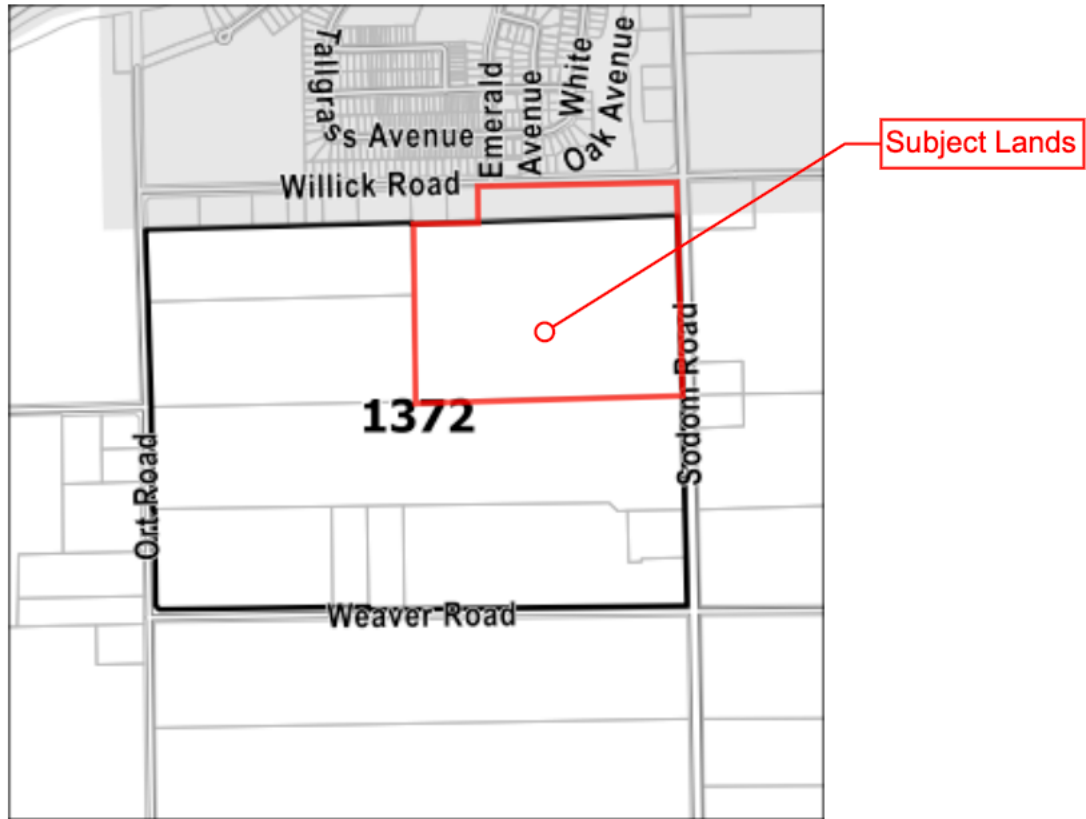 Tallgrass Avenue
Emerald
Avenue
White
Oak Avenue
Subject Lands
Willick Road
Sodom Road
1372
Ort Road
Weaver Road